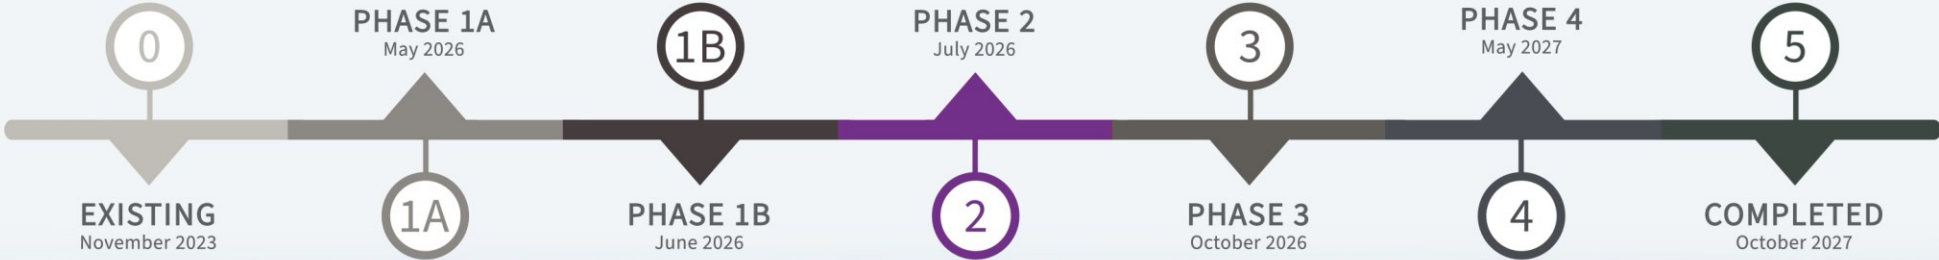 0
EXISTING
November 2023
PHASE 1A
May 2026
1A
1B
PHASE 1B
June 2026
PHASE 2
July 2026
2
3
PHASE 3
October 2026
PHASE 4
May 2027
4
5
COMPLETED
October 2027